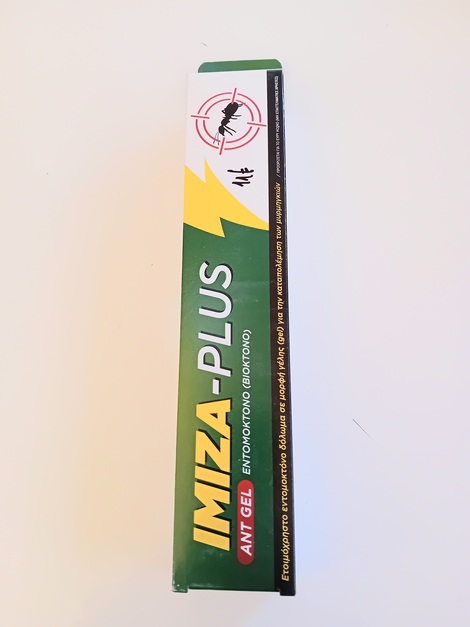 IMIZA-PLUS
ANT GEL ΕΝΤΟΜΟΚΤΟΝΟ (ΒΙΟΚΤΟΝΟ)
Ετοιμόχρηστο εντομοκτόνο δόλωμα σε μορφή γέλης (gel) για την καταπολέμηση των μυρμηγκιών